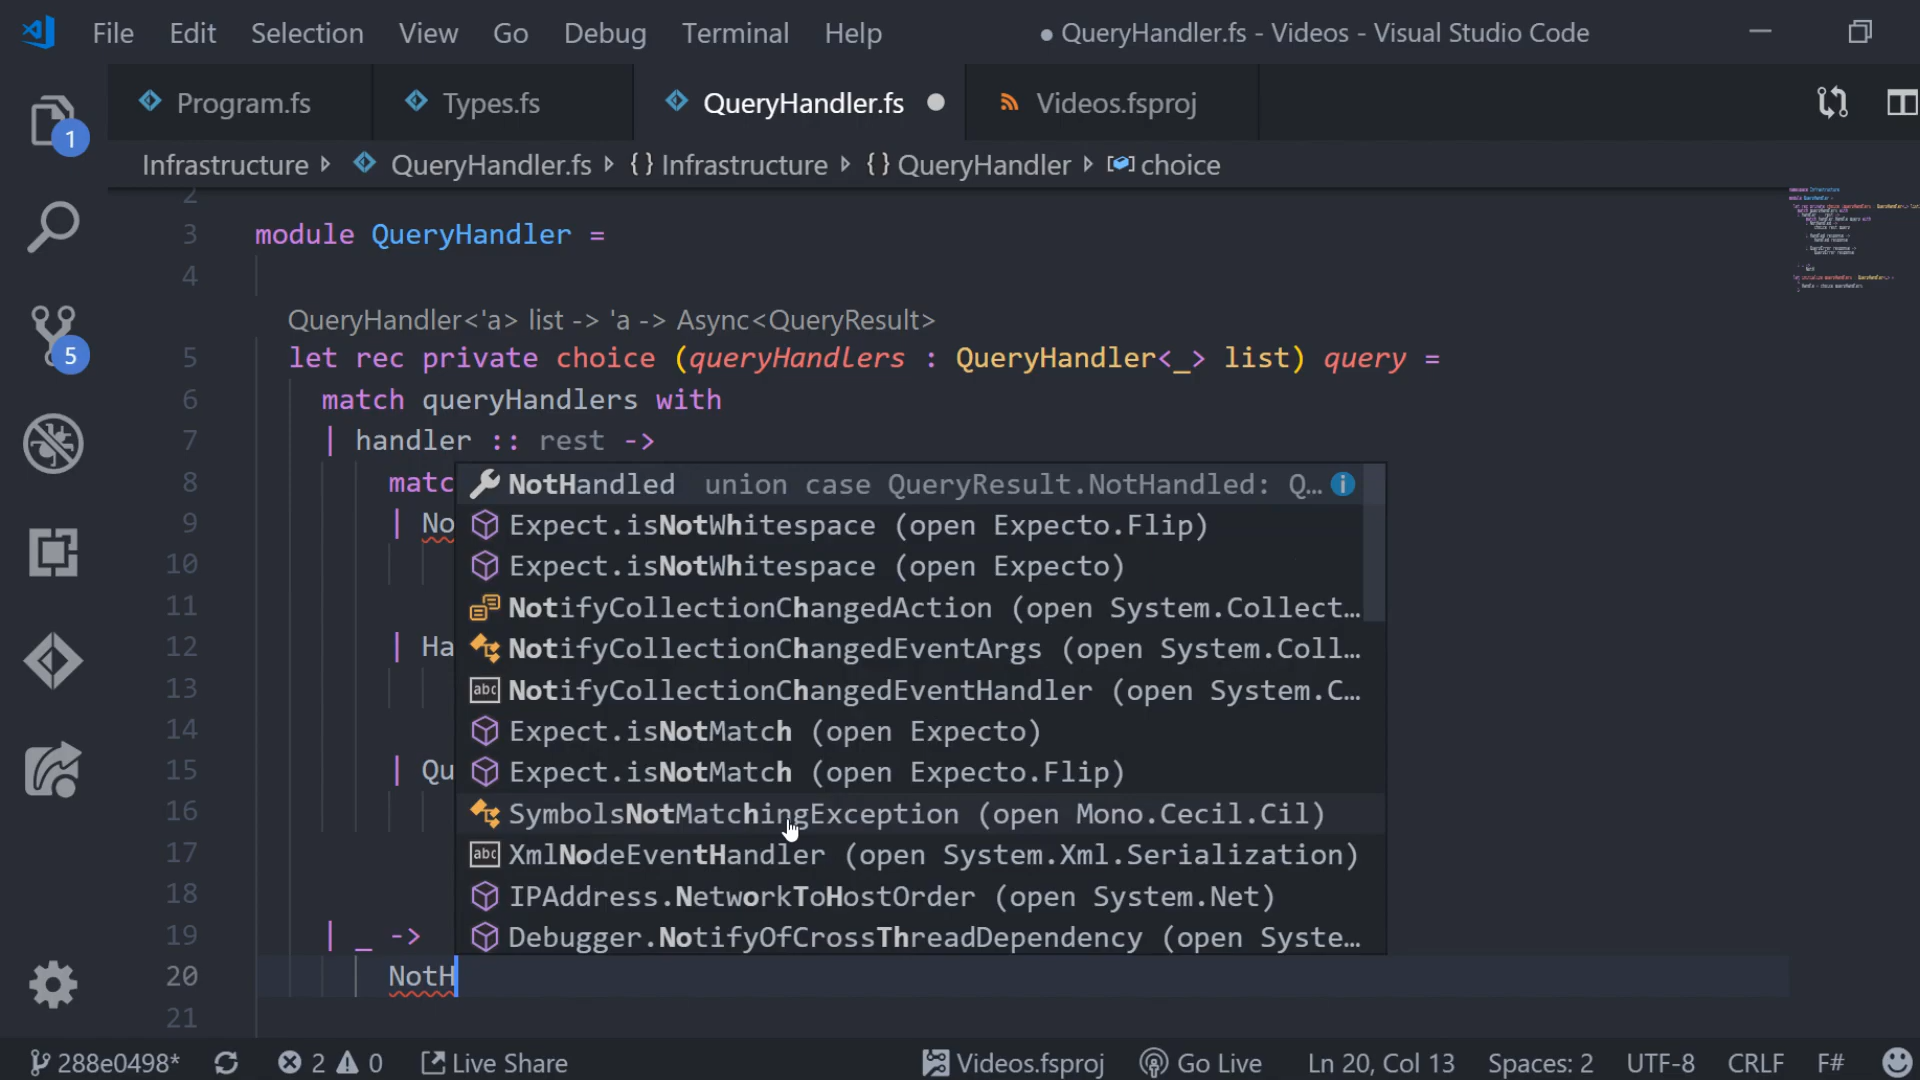 File Edit Selection View Go Debug Terminal Help ● QueryHandler.fs - Videos - Visual Studio Code
Program.fs Types.fs QueryHandler.fs Videos.fsproj
1
Infrastructure QueryHandler.fs {} Infrastructure {} QueryHandler choice
2
3 module QueryHandler =
4
QueryHandler<'a> list -> 'a -> Async<QueryResult>
5 let rec private choice (queryHandlers : QueryHandler<_> list) query =
5
6 match queryHandlers with
7 | handler :: rest ->
8 matc
NotHandled union case QueryResult.NotHandled: Q...
9 | No
Expect.isNotWhitespace (open Expecto.Flip)
10
Expect.isNotWhitespace (open Expecto)
11
NotifyCollectionChangedAction (open System.Collect...
12 | Ha
NotifyCollectionChangedEventArgs (open System.Coll...
13
NotifyCollectionChangedEventHandler (open System.C...
14
Expect.isNotMatch (open Expecto)
15 | Qu
Expect.isNotMatch (open Expecto.Flip)
16
SymbolsNotMatchingException (open Mono.Cecil.Cil)
17
XmlNodeEventHandler (open System.Xml.Serialization)
18
IPAddress.NetworkToHostOrder (open System.Net)
19 | _ ->
Debugger.NotifyOfCrossThreadDependency (open Syste...
20 NotH
21
288e0498* 2 0 Live Share Videos.fsproj Go Live Ln 20, Col 13 Spaces: 2 UTF-8 CRLF F#